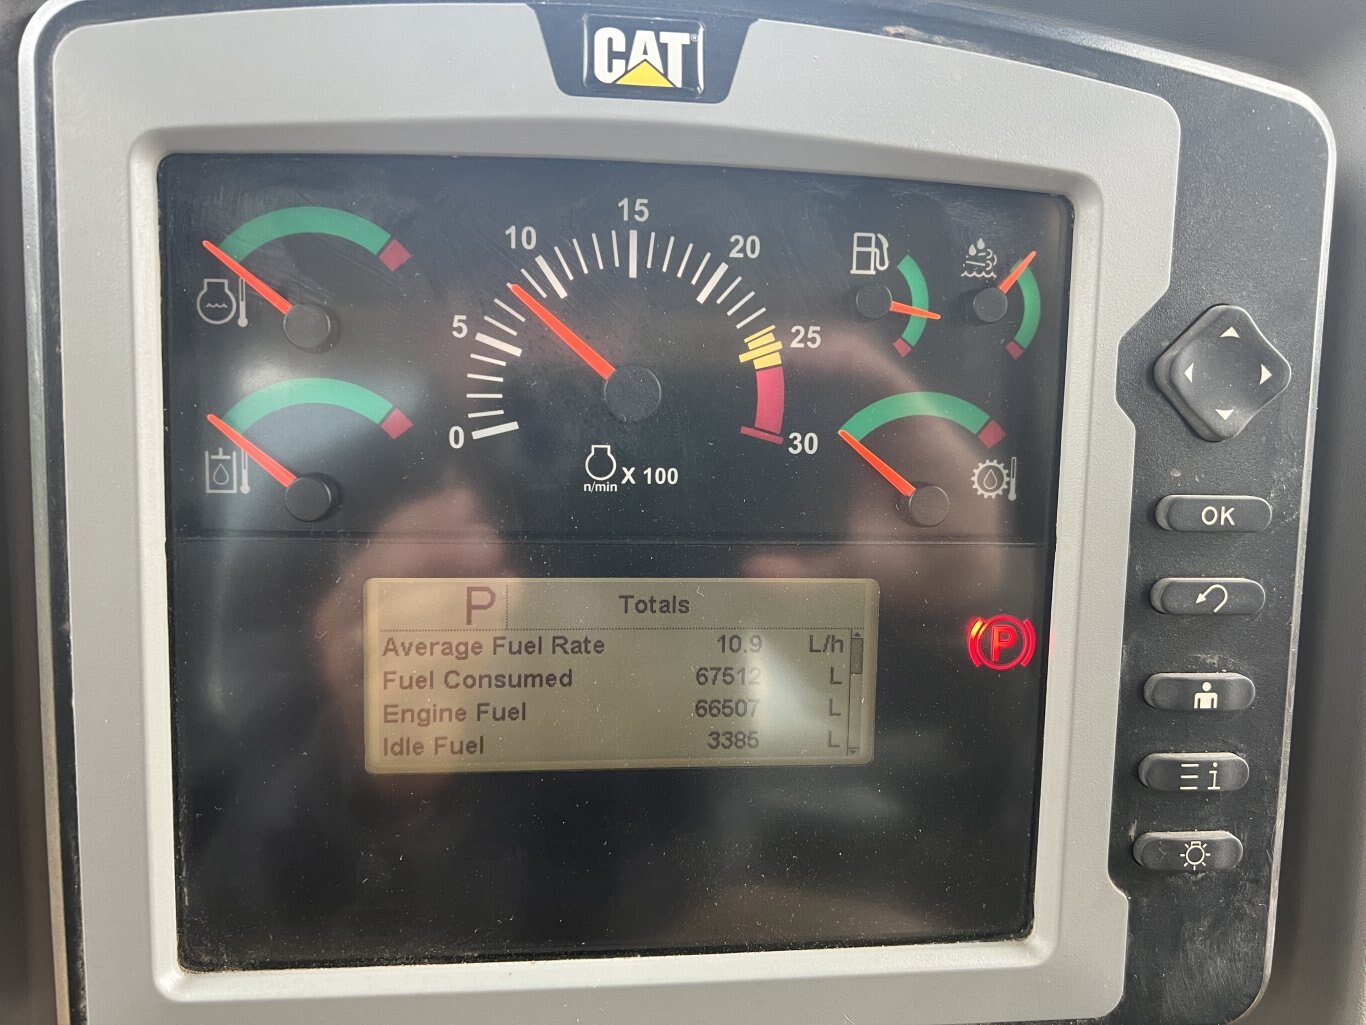 CAT
15
10
20
5
25
0
30
n/min X 100
P Totals
Average Fuel Rate 10.9 L/h
Fuel Consumed 67512 L
Engine Fuel 66507 L
Idle Fuel 3385 L
P
OK
i